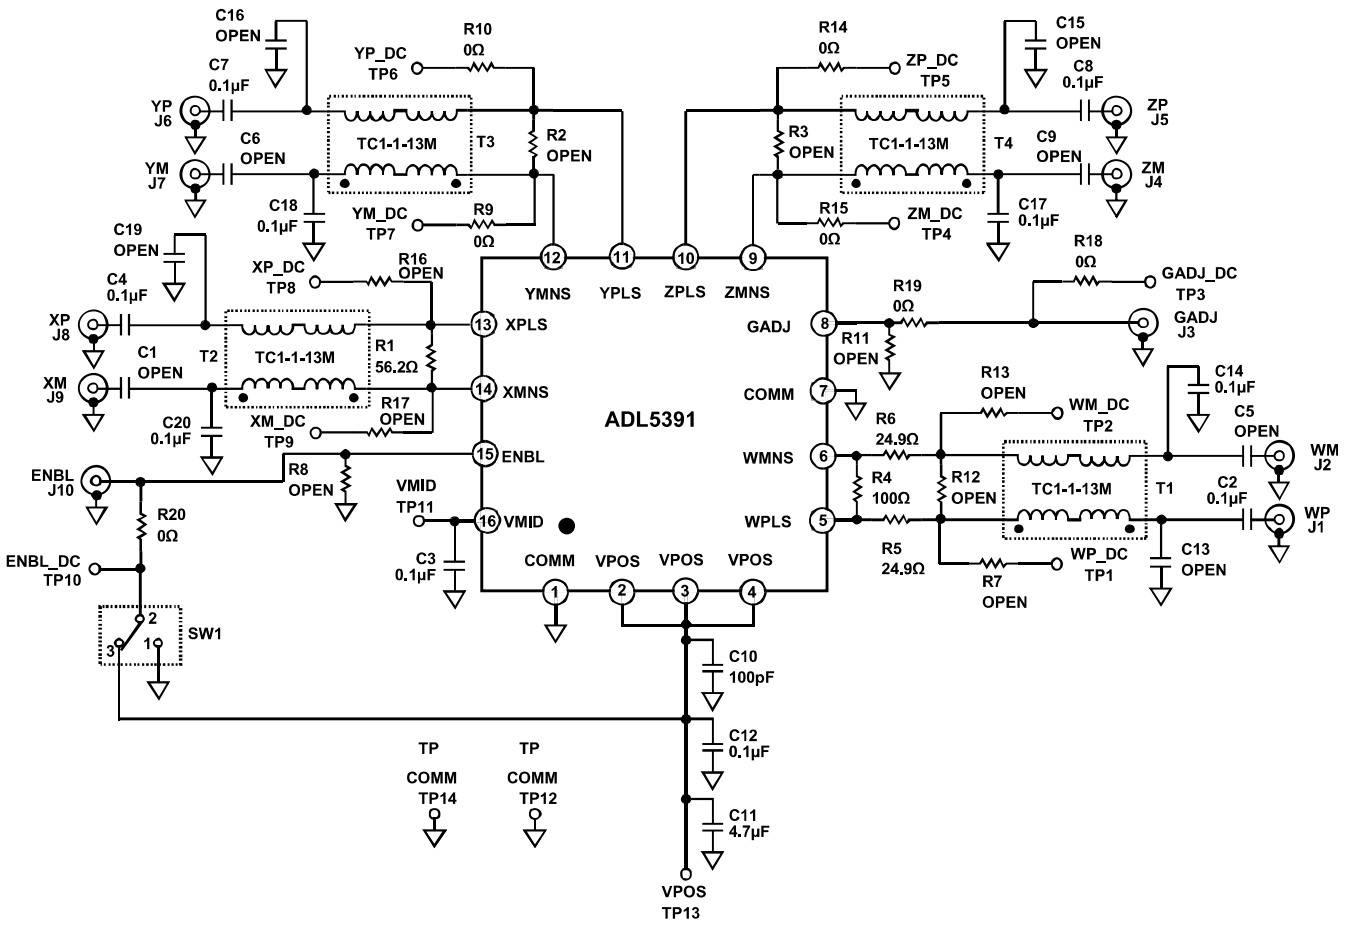 C16
OPEN
C7
0.1µF
YP
J6
C6
OPEN
YM
J7
C18
0.1µF
YP_DC
TP6
R10
0Ω
TC1-1-13M
T3
R2
OPEN
YM_DC
TP7
R9
0Ω
R14
0Ω
ZP_DC
TP5
C15
OPEN
C8
0.1µF
ZP
J5
R3
OPEN
TC1-1-13M
T4
C9
OPEN
ZM
J4
R15
0Ω
ZM_DC
TP4
C17
0.1µF
C19
OPEN
C4
0.1µF
XP
J8
C1
OPEN
XM
J9
C20
0.1µF
XP_DC
TP8
R16
OPEN
T2
TC1-1-13M
R1
56.2Ω
XM_DC
TP9
R17
OPEN
12
11
10
9
YMNS
YPLS
ZPLS
ZMNS
13
XPLS
14
XMNS
15
ENBL
16
VMID
ADL5391
GADJ
8
COMM
7
WMNS
6
WPLS
5
COMM
VPOS
VPOS
VPOS
1
2
3
4
R18
0Ω
GADJ_DC
TP3
R19
0Ω
GADJ
J3
R11
OPEN
R13
OPEN
WM_DC
TP2
C14
0.1µF
C5
OPEN
WM
J2
R6
24.9Ω
R4
100Ω
R12
OPEN
TC1-1-13M
T1
C2
0.1µF
WP
J1
R5
24.9Ω
R7
OPEN
WP_DC
TP1
C13
OPEN
ENBL
J10
R8
OPEN
R20
0Ω
ENBL_DC
TP10
VMID
TP11
C3
0.1µF
2
3
1
SW1
C10
100pF
C12
0.1µF
C11
4.7µF
TP
COMM
TP14
TP
COMM
TP12
VPOS
TP13